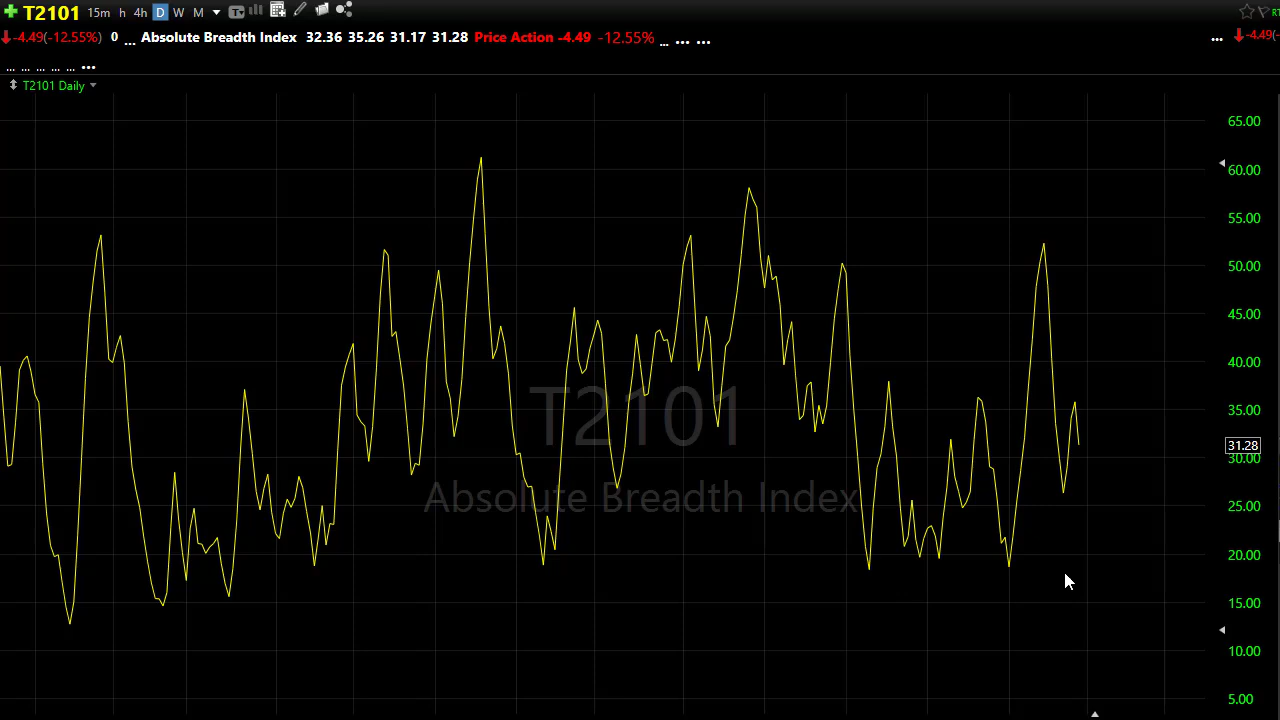 T2101 15m h 4h D W M T RT
-4.49(-12.55%) 0 ... Absolute Breadth Index 32.36 35.26 31.17 31.28 Price Action -4.49 -12.55% ... ... ... ... -4.49(-
... ... ... ... ... ...
T2101 Daily
65.00
60.00
55.00
50.00
45.00
40.00
35.00
T2101
31.28
30.00
Absolute Breadth Index
25.00
20.00
15.00
10.00
5.00